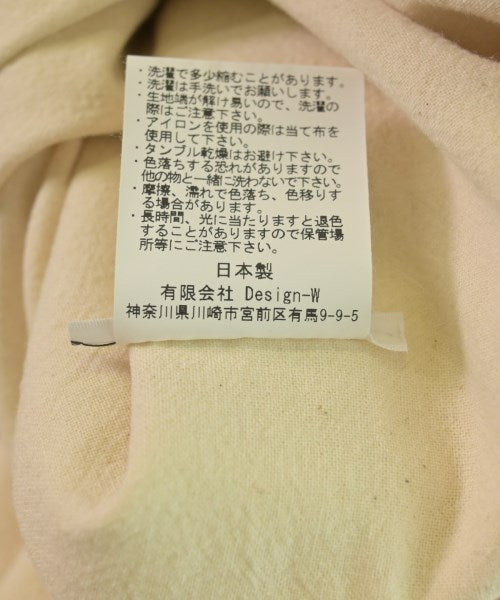 ・洗濯で多少縮むことがあります。
・洗濯は手洗いでお願いします。
・生地端が解け易いので、洗濯の
際はご注意下さい。
・アイロンを使用の際は当て布を
使用して下さい。
・タンブル乾燥はお避け下さい。
・色落ちする恐れがありますので
他の物と一緒に洗わないで下さい。
・摩擦、濡れで色落ち、色移りす
る場合があります。
・長時間、光に当たりますと退色
することがありますので保管場
所等にご注意下さい。
日本製
有限会社 Design-W
神奈川県川崎市宮前区有馬9-9-5